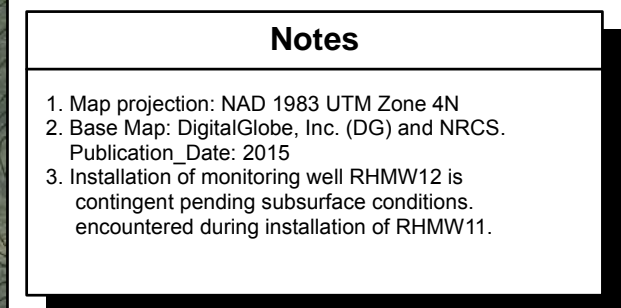 Notes
1. Map projection: NAD 1983 UTM Zone 4N
2. Base Map: DigitalGlobe, Inc. (DG) and NRCS.
Publication_Date: 2015
3. Installation of monitoring well RHMW12 is
contingent pending subsurface conditions.
encountered during installation of RHMW11.